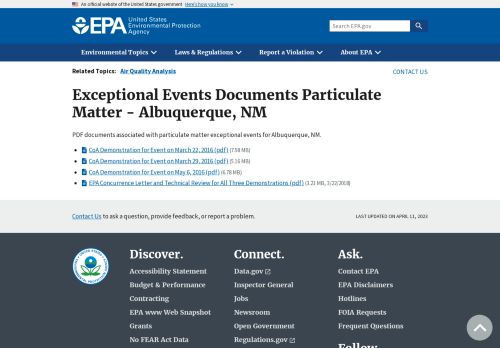 An official website of the United States government Here's how you know
EPA United States Environmental Protection Agency
Search EPA.gov
Environmental Topics Laws & Regulations Report a Violation About EPA
Related Topics: Air Quality Analysis CONTACT US
Exceptional Events Documents Particulate
Matter - Albuquerque, NM
PDF documents associated with particulate matter exceptional events for Albuquerque, NM.
CoA Demonstration for Event on March 22, 2016 (pdf) (7.58 MB)
CoA Demonstration for Event on March 29, 2016 (pdf) (5.16 MB)
CoA Demonstration for Event on May 6, 2016 (pdf) (6.78 MB)
EPA Concurrence Letter and Technical Review for All Three Demonstrations (pdf) (3.23 MB, 3/22/2018)
Contact Us to ask a question, provide feedback, or report a problem. LAST UPDATED ON APRIL 11, 2023
Discover.
Accessibility Statement
Budget & Performance
Contracting
EPA www Web Snapshot
Grants
No FEAR Act Data
Connect.
Data.gov
Inspector General
Jobs
Newsroom
Open Government
Regulations.gov
Ask.
Contact EPA
EPA Disclaimers
Hotlines
FOIA Requests
Frequent Questions
Follow.